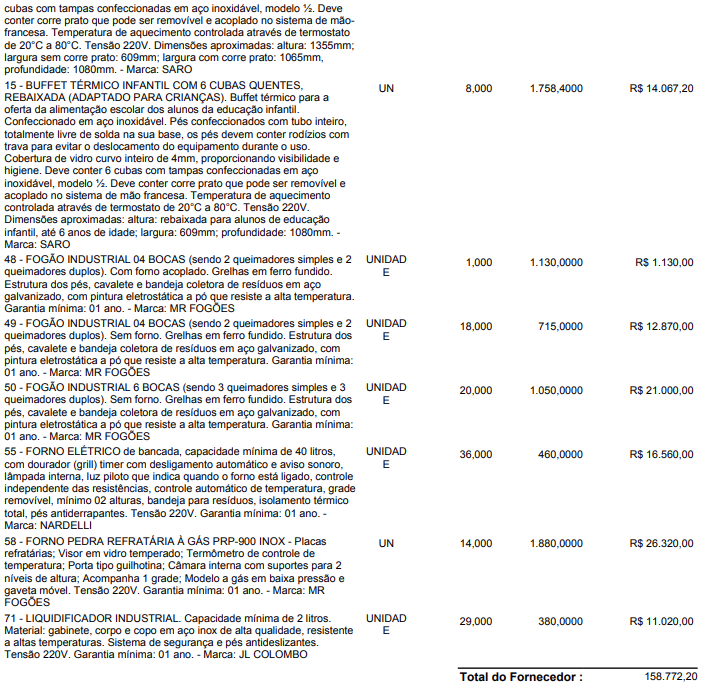 cubas com tampas confeccionadas em aço inoxidável, modelo ½. Deve
conter corre prato que pode ser removível e acoplado no sistema de mão-
francesa. Temperatura de aquecimento controlada através de termostato
de 20°C a 80°C. Tensão 220V. Dimensões aproximadas: altura: 1355mm;
largura sem corre prato: 609mm; largura com corre prato: 1065mm,
profundidade: 1080mm. - Marca: SARO
15 - BUFFET TÉRMICO INFANTIL COM 6 CUBAS QUENTES, UN 8,000 1.758,4000 R$ 14.067,20
REBAIXADA (ADAPTADO PARA CRIANÇAS). Buffet térmico para a
oferta da alimentação escolar dos alunos da educação infantil.
Confeccionado em aço inoxidável. Pés confeccionados com tubo inteiro,
totalmente livre de solda na sua base, os pés devem conter rodízios com
trava para evitar o deslocamento do equipamento durante o uso.
Cobertura de vidro curvo inteiro de 4mm, proporcionando visibilidade e
higiene. Deve conter 6 cubas com tampas confeccionadas em aço
inoxidável, modelo ½. Deve conter corre prato que pode ser removível e
acoplado no sistema de mão francesa. Temperatura de aquecimento
controlada através de termostato de 20°C a 80°C. Tensão 220V.
Dimensões aproximadas: altura: rebaixada para alunos de educação
infantil, até 6 anos de idade; largura: 609mm; profundidade: 1080mm. -
Marca: SARO
48 - FOGÃO INDUSTRIAL 04 BOCAS (sendo 2 queimadores simples e 2 UNIDAD 1,000 1.130,0000 R$ 1.130,00
queimadores duplos). Com forno acoplado. Grelhas em ferro fundido. E
Estrutura dos pés, cavalete e bandeja coletora de resíduos em aço
galvanizado, com pintura eletrostática a pó que resiste a alta temperatura.
Garantia mínima: 01 ano. - Marca: MR FOGÕES
49 - FOGÃO INDUSTRIAL 04 BOCAS (sendo 2 queimadores simples e 2 UNIDAD 18,000 715,0000 R$ 12.870,00
queimadores duplos). Sem forno. Grelhas em ferro fundido. Estrutura dos E
pés, cavalete e bandeja coletora de resíduos em aço galvanizado, com
pintura eletrostática a pó que resiste a alta temperatura. Garantia mínima:
01 ano. - Marca: MR FOGÕES
50 - FOGÃO INDUSTRIAL 6 BOCAS (sendo 3 queimadores simples e 3 UNIDAD 20,000 1.050,0000 R$ 21.000,00
queimadores duplos). Sem forno. Grelhas em ferro fundido. Estrutura dos E
pés, cavalete e bandeja coletora de resíduos em aço galvanizado, com
pintura eletrostática a pó que resiste a alta temperatura. Garantia mínima:
01 ano. - Marca: MR FOGÕES
55 - FORNO ELÉTRICO de bancada, capacidade mínima de 40 litros, UNIDAD 36,000 460,0000 R$ 16.560,00
com dourador (grill) timer com desligamento automático e aviso sonoro, E
lâmpada interna, luz piloto que indica quando o forno está ligado, controle
independente das resistências, controle automático de temperatura, grade
removível, mínimo 02 alturas, bandeja para resíduos, isolamento térmico
total, pés antiderrapantes. Tensão 220V. Garantia mínima: 01 ano. -
Marca: NARDELLI
58 - FORNO PEDRA REFRATÁRIA À GÁS PRP-900 INOX - Placas UN 14,000 1.880,0000 R$ 26.320,00
refratárias; Visor em vidro temperado; Termômetro de controle de
temperatura; Porta tipo guilhotina; Câmara interna com suportes para 2
níveis de altura; Acompanha 1 grade; Modelo a gás em baixa pressão e
gaveta móvel. Tensão 220V. Garantia mínima: 01 ano. - Marca: MR
FOGÕES
71 - LIQUIDIFICADOR INDUSTRIAL. Capacidade mínima de 2 litros. UNIDAD 29,000 380,0000 R$ 11.020,00
Material: gabinete, corpo e copo em aço inox de alta qualidade, resistente E
a altas temperaturas. Sistema de segurança e pés antideslizantes.
Tensão 220V. Garantia mínima: 01 ano. - Marca: JL COLOMBO
Total do Fornecedor : 158.772,20